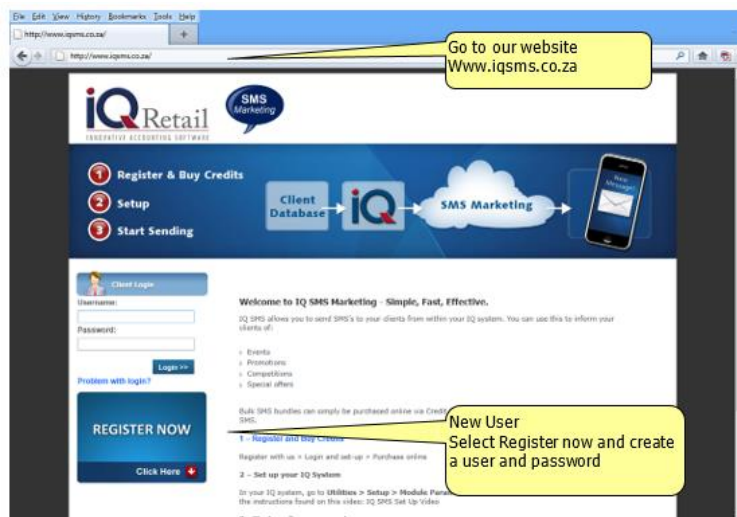 File Edit View History Bookmarks Tools Help
http://www.iqsms.co.za/
+
http://www.iqsms.co.za/
Go to our website
Www.iqsms.co.za
iQ Retail
INNOVATIVE ACCOUNTING SOFTWARE
SMS
Marketing
1 Register & Buy Credits
2 Setup
3 Start Sending
Client
Database
iQ
SMS Marketing
New
Message!
Client Login
Username:
Password:
Login >>
Problem with login?
REGISTER NOW
Click Here
Welcome to IQ SMS Marketing - Simple, Fast, Effective.
IQ SMS allows you to send SMS's to your clients from within your IQ system. You can use this to inform your
clients of:
› Events
› Promotions
› Competitions
› Special offers
Bulk SMS bundles can simply be purchased online via Credit
SMS.
1 - Register and Buy Credits
Register with us > Login and set-up > Purchase online
2 - Set up your IQ System
In your IQ system, go to Utilities > Setup > Module Para
the instructions found on this video: IQ SMS Set Up Video
New User
Select Register now and create
a user and password